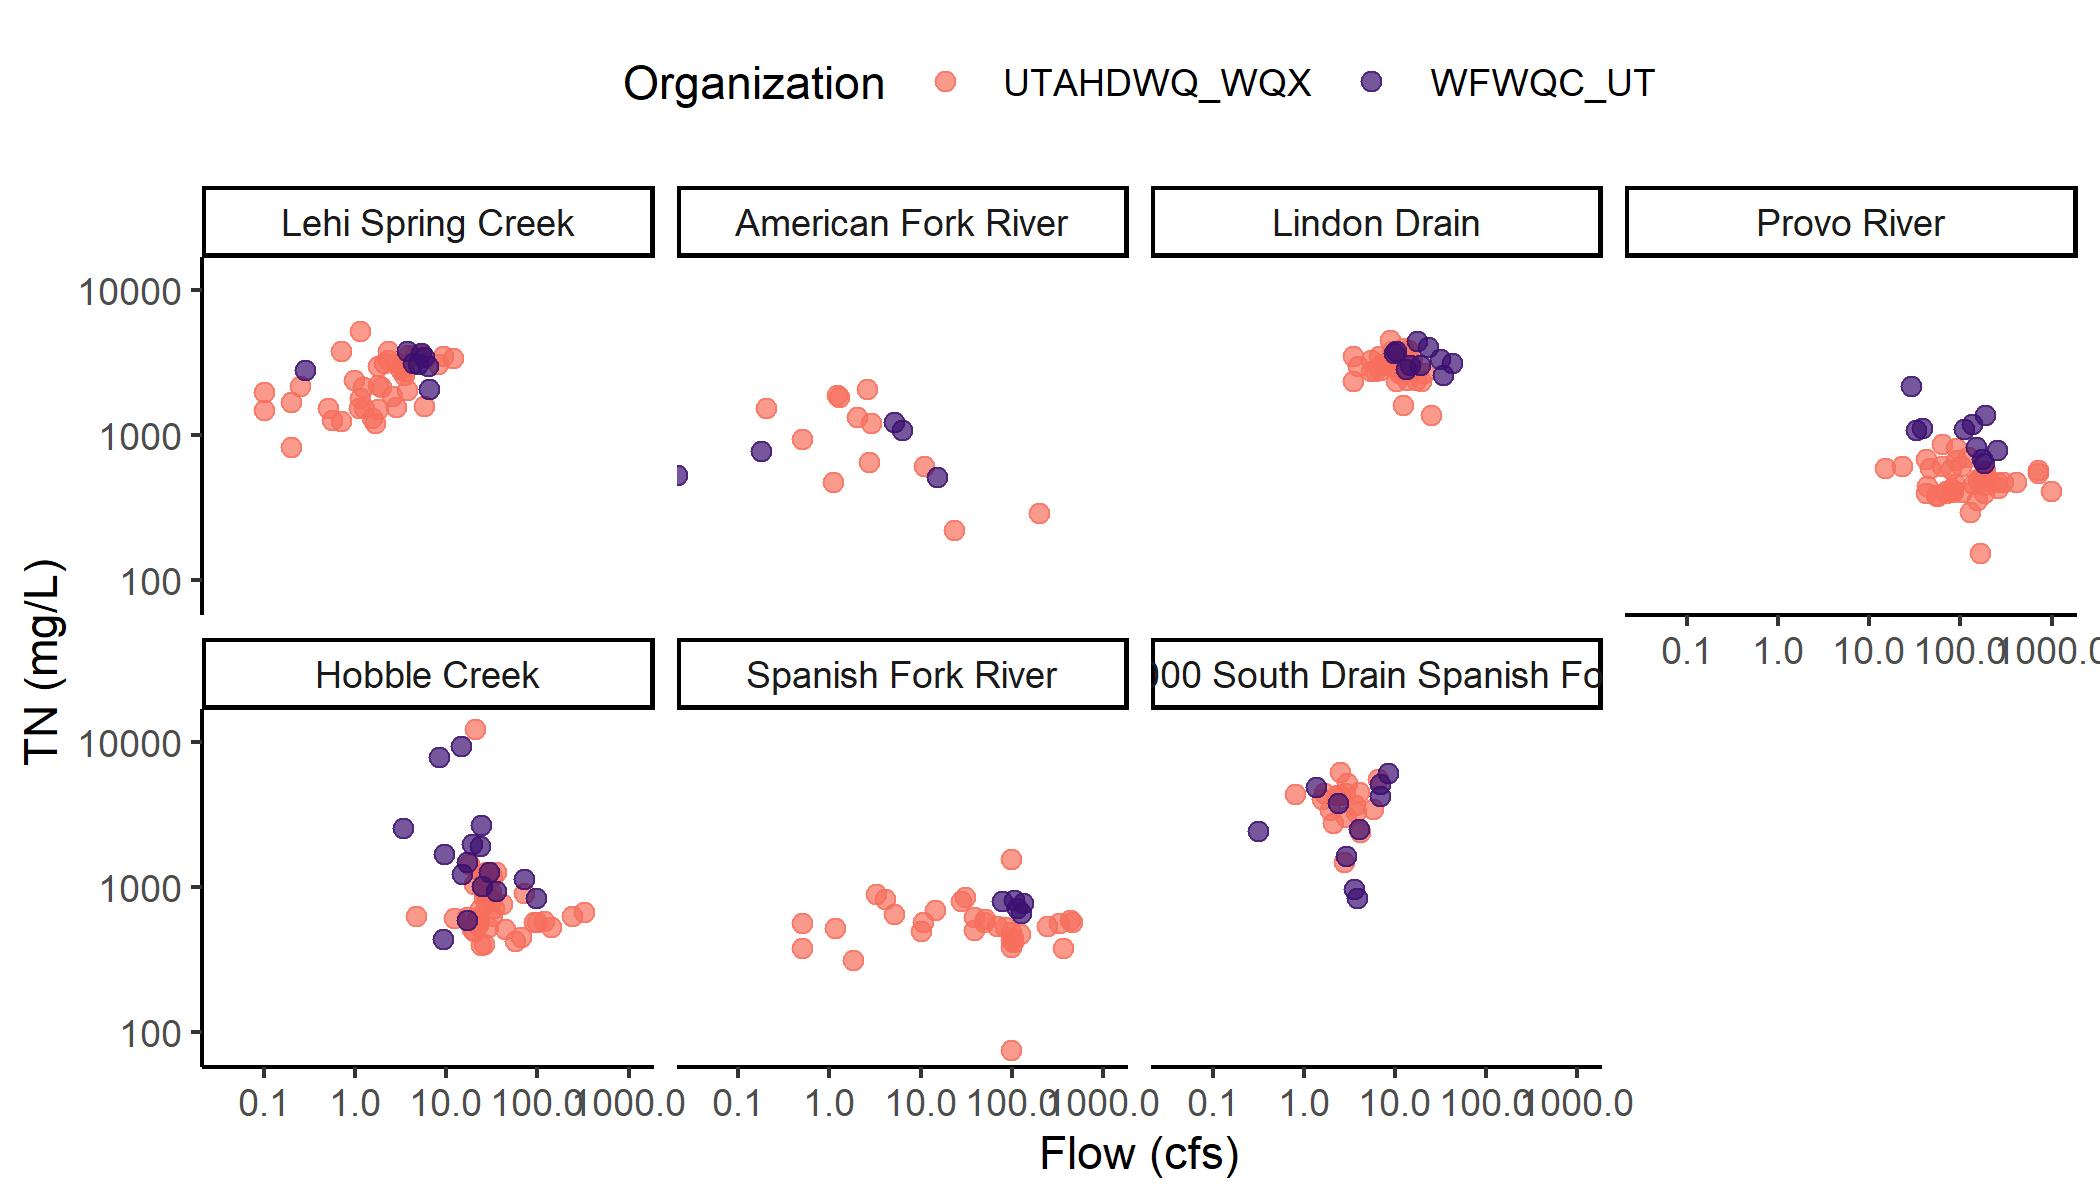 Organization UTAHDWQ_WQX WFWQC_UT
Lehi Spring Creek American Fork River Lindon Drain Provo River
10000
1000
100
0.1 1.0 10.0 100.0 1000.0
Hobble Creek Spanish Fork River 000 South Drain Spanish Fo
10000
1000
100
0.1 1.0 10.0 100.0 1000.0 0.1 1.0 10.0 100.0 1000.0 0.1 1.0 10.0 100.0 1000.0
TN (mg/L)
Flow (cfs)